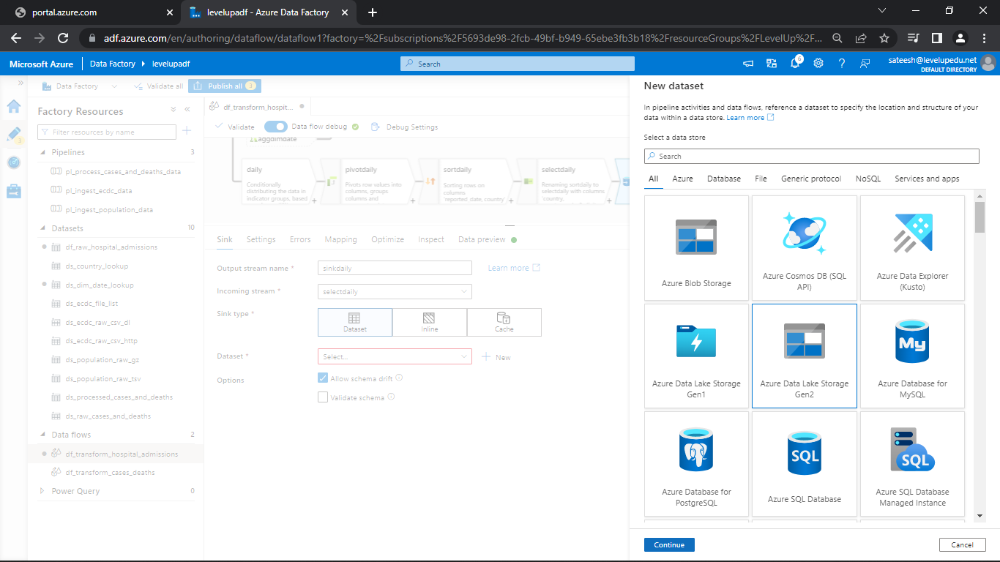 portal.azure.com
levelupadf - Azure Data Factory
adf.azure.com/en/authoring/dataflow/dataflow1?factory=%2Fsubscriptions%2F5693de98-2fcb-49bf-b949-65ebe3fb3b18%2FresourceGroups%2FLevelUp%2F...
Microsoft Azure
Data Factory
levelupadf
Search
6
sateesh@levelupedu.net
DEFAULT DIRECTORY
Data Factory
Validate all
Publish all
3
Factory Resources
Filter resources by name
Pipelines
3
pl_process_cases_and_deaths_data
pl_ingest_ecdc_data
pl_ingest_population_data
Datasets
10
df_raw_hospital_admissions
ds_country_lookup
ds_dim_date_lookup
ds_ecdc_file_list
ds_ecdc_raw_csv_dl
ds_ecdc_raw_csv_http
ds_population_raw_gz
ds_population_raw_tsv
ds_processed_cases_and_deaths
ds_raw_cases_and_deaths
Data flows
2
df_transform_hospital_admissions
df_transform_cases_deaths
Power Query
0
df_transform_hospit...
Validate
Data flow debug
Debug Settings
aggdimdate
daily
Conditionally
distributing the data in
indicator groups, based
pivotdaily
Pivots row values into
columns, groups
columns and
sortdaily
Sorting rows on
columns
'reported_date, country
selectdaily
Renaming sortdaily to
selectdaily with columns
'country,
Sink
Settings
Errors
Mapping
Optimize
Inspect
Data preview
Output stream name *
sinkdaily
Learn more
Incoming stream *
selectdaily
Sink type *
Dataset
Inline
Cache
Dataset *
Select...
New
Options
Allow schema drift
Validate schema
New dataset
In pipeline activities and data flows, reference a dataset to specify the location and structure of your
data within a data store. Learn more
Select a data store
Search
All
Azure
Database
File
Generic protocol
NoSQL
Services and apps
Azure Blob Storage
Azure Cosmos DB (SQL
API)
Azure Data Explorer
(Kusto)
Azure Data Lake Storage
Gen1
Azure Data Lake Storage
Gen2
My
Azure Database for
MySQL
Azure Database for
PostgreSQL
SQL
Azure SQL Database
SQL
Azure SQL Database
Managed Instance
Continue
Cancel